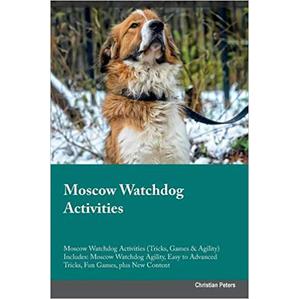 Moscow Watchdog
Activities
Moscow Watchdog Activities (Tricks, Games & Agility)
Includes: Moscow Watchdog Agility, Easy to Advanced
Tricks, Fun Games, plus New Content
Christian Peters